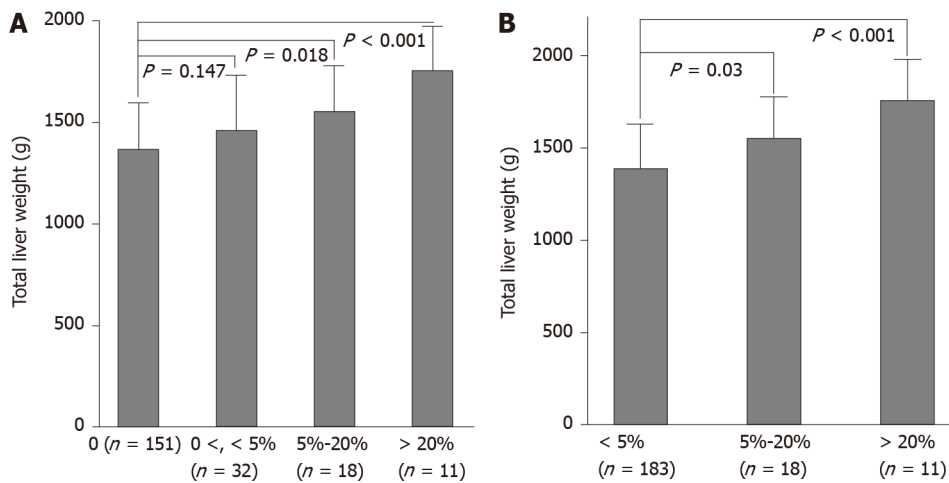 A
Total liver weight (g)
2000
1500
1000
500
0
P < 0.001
P = 0.018
P = 0.147
0 (n = 151)
0 <, < 5%
(n = 32)
5%-20%
(n = 18)
> 20%
(n = 11)
B
Total liver weight (g)
2000
1500
1000
500
0
P < 0.001
P = 0.03
< 5%
(n = 183)
5%-20%
(n = 18)
> 20%
(n = 11)